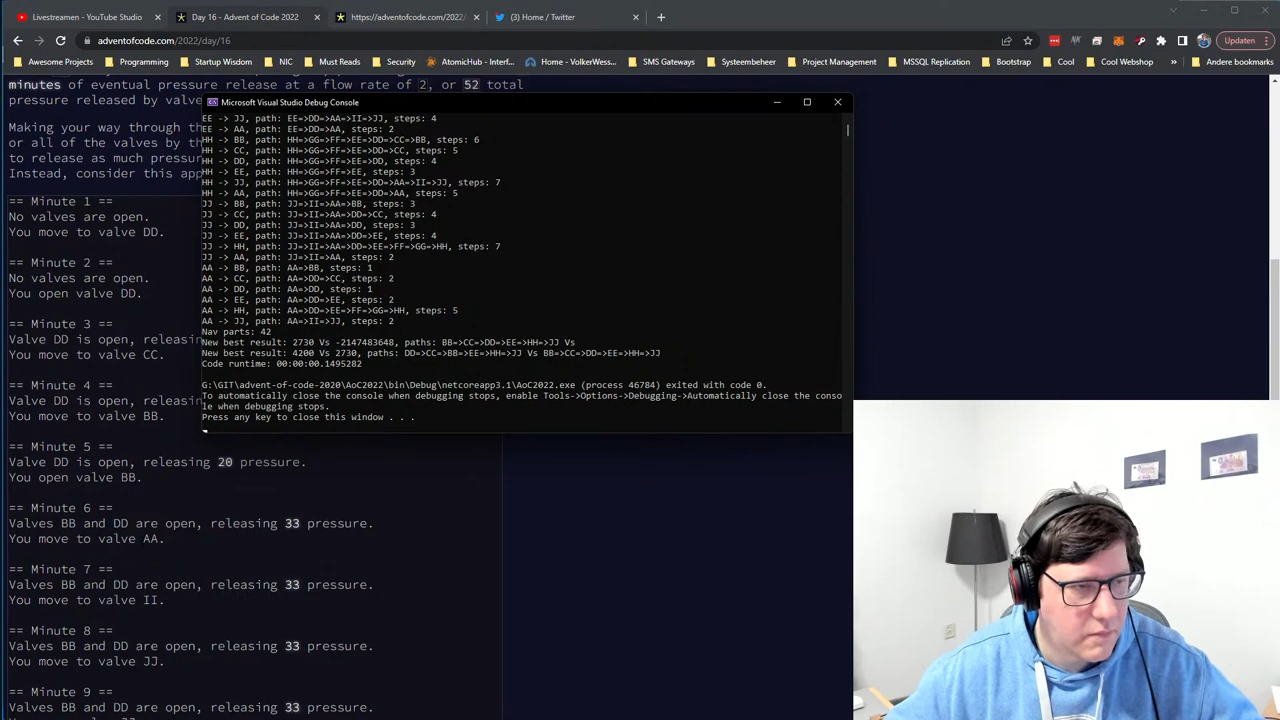 Livestreamen - YouTube Studio
Day 16 - Advent of Code 2022
https://adventofcode.com/2022/
(3) Home / Twitter
adventofcode.com/2022/day/16
Updaten
Awesome Projects
Programming
Startup Wisdom
NIC
Must Reads
Security
AtomicHub - Interf...
Home - VolkerWess...
SMS Gateways
Systeembeheer
Project Management
MSSQL Replication
Bootstrap
Cool
Cool Webshop
»
Andere bookmarks
minutes of eventual pressure release at a flow rate of 2, or 52 total
pressure released by valve
Making your way through th
or all of the valves by th
to release as much pressur
Instead, consider this app
== Minute 1 ==
No valves are open.
You move to valve DD.
== Minute 2 ==
No valves are open.
You open valve DD.
== Minute 3 ==
Valve DD is open, releasing
You move to valve CC.
== Minute 4 ==
Valve DD is open, releasing
You move to valve BB.
== Minute 5 ==
Valve DD is open, releasing 20 pressure.
You open valve BB.
== Minute 6 ==
Valves BB and DD are open, releasing 33 pressure.
You move to valve AA.
== Minute 7 ==
Valves BB and DD are open, releasing 33 pressure.
You move to valve II.
== Minute 8 ==
Valves BB and DD are open, releasing 33 pressure.
You move to valve JJ.
== Minute 9 ==
Valves BB and DD are open, releasing 33 pressure.
Microsoft Visual Studio Debug Console
EE -> JJ, path: EE=>DD=>AA=>II=>JJ, steps: 4
EE -> AA, path: EE=>DD=>AA, steps: 2
HH -> BB, path: HH=>GG=>FF=>EE=>DD=>CC=>BB, steps: 6
HH -> CC, path: HH=>GG=>FF=>EE=>DD=>CC, steps: 5
HH -> DD, path: HH=>GG=>FF=>EE=>DD, steps: 4
HH -> EE, path: HH=>GG=>FF=>EE, steps: 3
HH -> JJ, path: HH=>GG=>FF=>EE=>DD=>AA=>II=>JJ, steps: 7
HH -> AA, path: HH=>GG=>FF=>EE=>DD=>AA, steps: 5
JJ -> BB, path: JJ=>II=>AA=>BB, steps: 3
JJ -> CC, path: JJ=>II=>AA=>DD=>CC, steps: 4
JJ -> DD, path: JJ=>II=>AA=>DD, steps: 3
JJ -> EE, path: JJ=>II=>AA=>DD=>EE, steps: 4
JJ -> HH, path: JJ=>II=>AA=>DD=>EE=>FF=>GG=>HH, steps: 7
JJ -> AA, path: JJ=>II=>AA, steps: 2
AA -> BB, path: AA=>BB, steps: 1
AA -> CC, path: AA=>DD=>CC, steps: 2
AA -> DD, path: AA=>DD, steps: 1
AA -> EE, path: AA=>DD=>EE, steps: 2
AA -> HH, path: AA=>DD=>EE=>FF=>GG=>HH, steps: 5
AA -> JJ, path: AA=>II=>JJ, steps: 2
Nav parts: 42
New best result: 2730 Vs -2147483648, paths: BB=>CC=>DD=>EE=>HH=>JJ Vs
New best result: 4200 Vs 2730, paths: DD=>CC=>BB=>EE=>HH=>JJ Vs BB=>CC=>DD=>EE=>HH=>JJ
Code runtime: 00:00:00.1495282
G:\GIT\advent-of-code-2020\AoC2022\bin\Debug\netcoreapp3.1\AoC2022.exe (process 46784) exited with code 0.
To automatically close the console when debugging stops, enable Tools->Options->Debugging->Automatically close the conso
le when debugging stops.
Press any key to close this window . . .